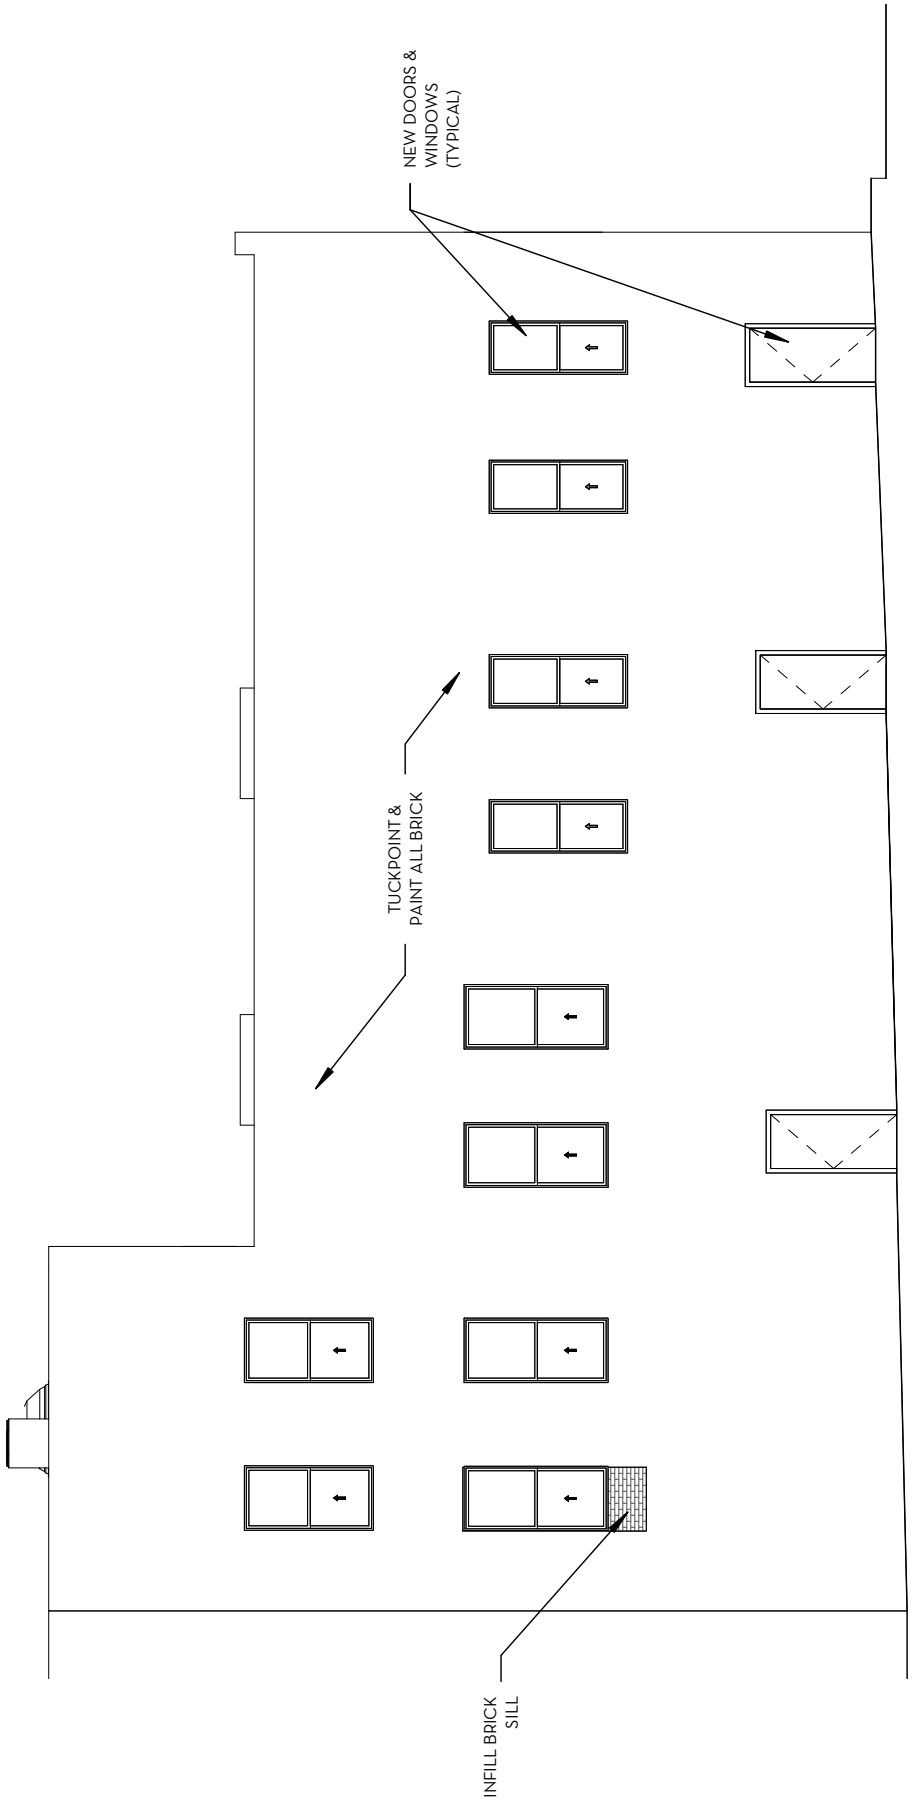 INFILL BRICK
SILL
TUCKPOINT &
PAINT ALL BRICK
NEW DOORS &
WINDOWS
(TYPICAL)